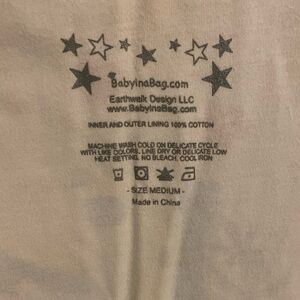 BabyInaBag.com
Earthwalk Design LLC
www.BabyInaBag.com
INNER AND OUTER LINING 100% COTTON
MACHINE WASH COLD ON DELICATE CYCLE
WITH LIKE COLORS. LINE DRY OR DELICATE LOW
HEAT SETTING. NO BLEACH. COOL IRON
- SIZE MEDIUM -
Made in China